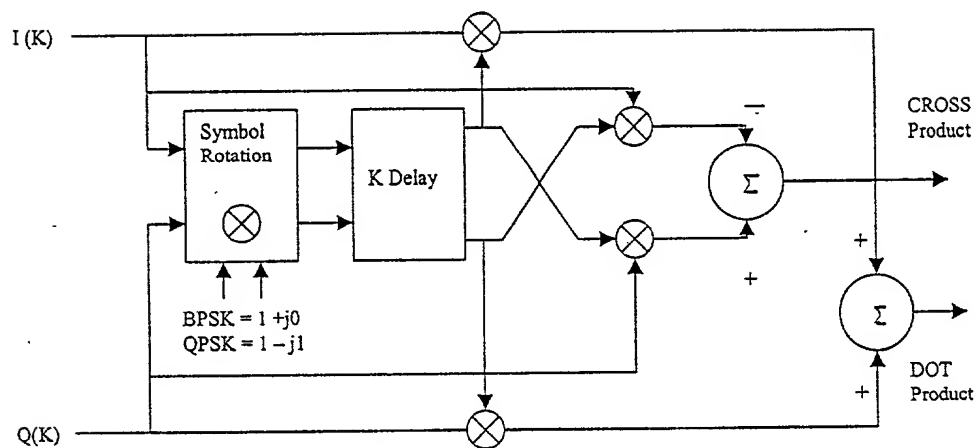 I (K)
−
CROSS
Product
Symbol
Rotation
K Delay
Σ
+
+
BPSK = 1 +j0
QPSK = 1 – j1
Σ
DOT
Product
+
Q(K)